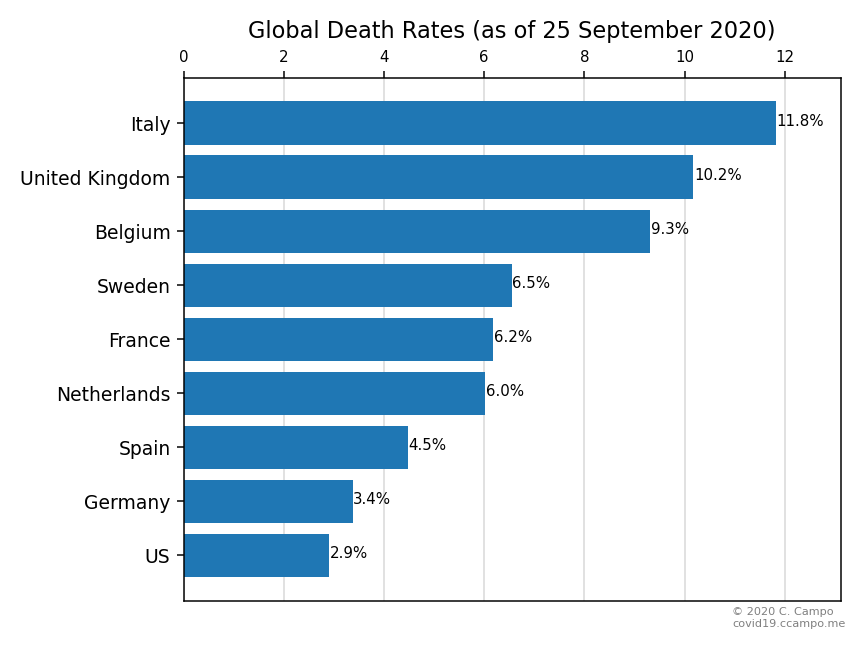 Global Death Rates (as of 25 September 2020)
0 2 4 6 8 10 12
Italy 11.8%
United Kingdom 10.2%
Belgium 9.3%
Sweden 6.5%
France 6.2%
Netherlands 6.0%
Spain 4.5%
Germany 3.4%
US 2.9%
© 2020 C. Campo
covid19.ccampo.me